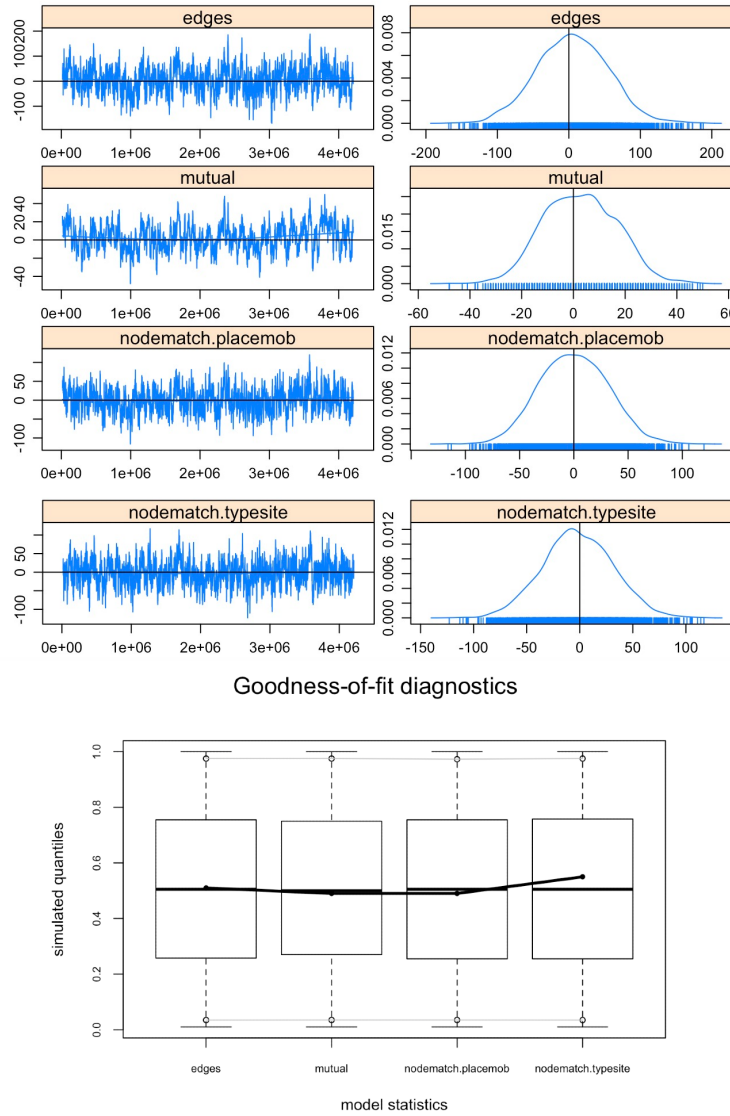 edges
edges
100200
0
-100
0.008
0.004
0.000
0e+00 1e+06 2e+06 3e+06 4e+06
-200 -100 0 100 200
mutual
mutual
2040
0
-40
0.015
0.000
0e+00 1e+06 2e+06 3e+06 4e+06
-60 -40 -20 0 20 40 60
nodematch.placemob
nodematch.placemob
50
0
-100
0.012
0.006
0.000
0e+00 1e+06 2e+06 3e+06 4e+06
-100 -50 0 50 100
nodematch.typesite
nodematch.typesite
50
0
-100
0.012
0.006
0.000
0e+00 1e+06 2e+06 3e+06 4e+06
-150 -100 -50 0 50 100
Goodness-of-fit diagnostics
simulated quantiles
1.0
0.8
0.6
0.4
0.2
0.0
edges mutual nodematch.placemob nodematch.typesite
model statistics